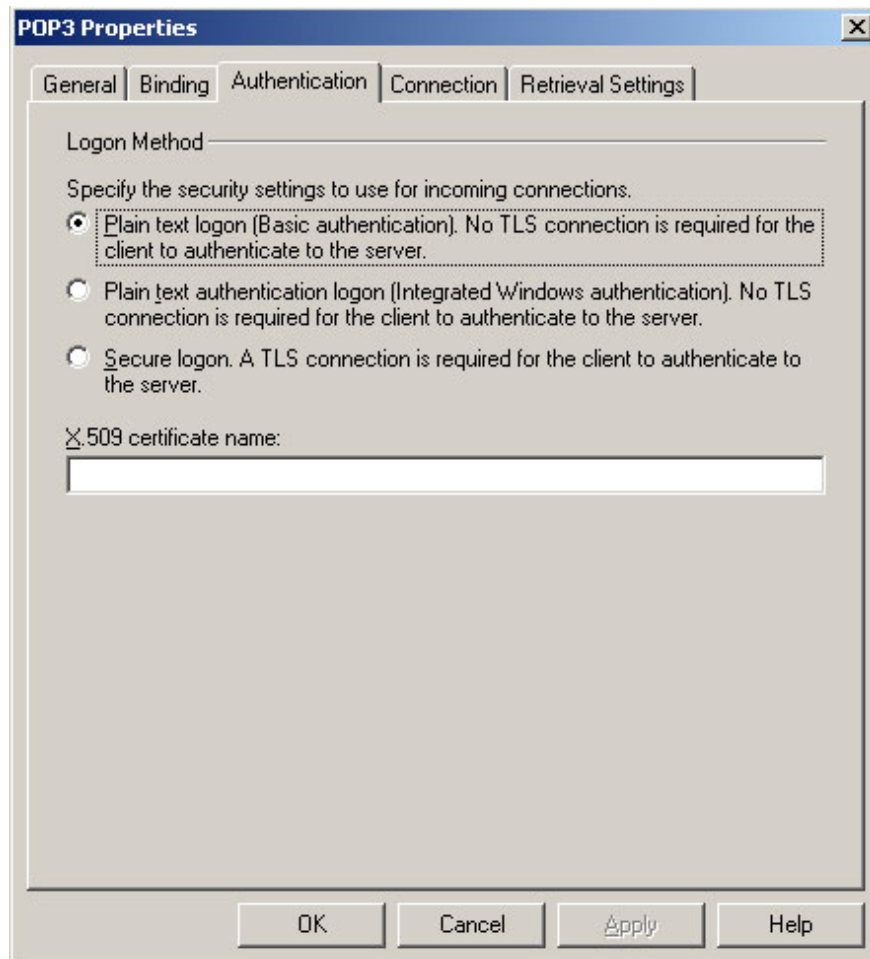 POP3 Properties
General
Binding
Authentication
Connection
Retrieval Settings
Logon Method
Specify the security settings to use for incoming connections.
Plain text logon (Basic authentication). No TLS connection is required for the
client to authenticate to the server.
Plain text authentication logon (Integrated Windows authentication). No TLS
connection is required for the client to authenticate to the server.
Secure logon. A TLS connection is required for the client to authenticate to
the server.
X.509 certificate name:
OK
Cancel
Apply
Help